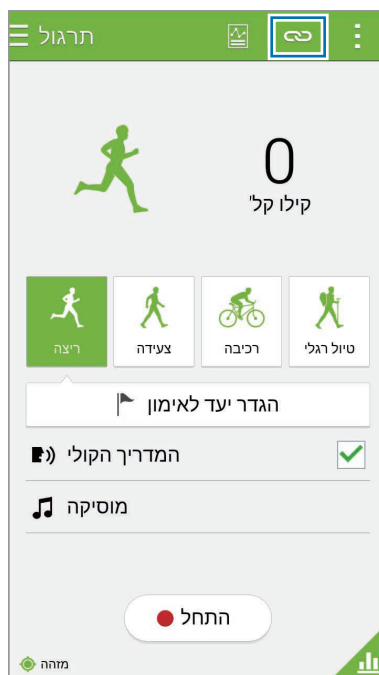 תרגול
0
קילו קל'
ריצה
צעידה
רכיבה
טיול רגלי
הגדר יעד לאימון
המדריך הקולי
מוסיקה
התחל
מזהה